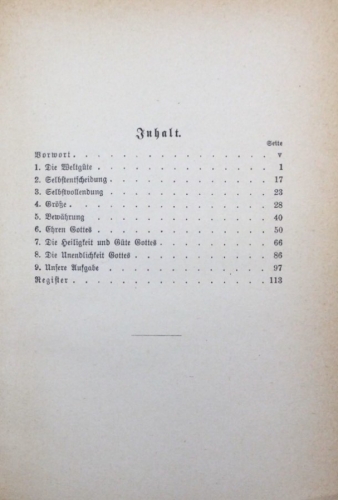 Inhalt.
Seite
Vorwort . . . . . . . . . . . . . . v
1. Die Weltgüte . . . . . . . . . . . . 1
2. Selbstentscheidung . . . . . . . . . . 17
3. Selbstvollendung . . . . . . . . . . 23
4. Größe . . . . . . . . . . . . . 28
5. Bewährung . . . . . . . . . . . . 40
6. Ehren Gottes . . . . . . . . . . . 50
7. Die Heiligkeit und Güte Gottes . . . . . . . 66
8. Die Unendlichkeit Gottes . . . . . . . . . 86
9. Unsere Aufgabe . . . . . . . . . . . 97
Register . . . . . . . . . . . . . . 113